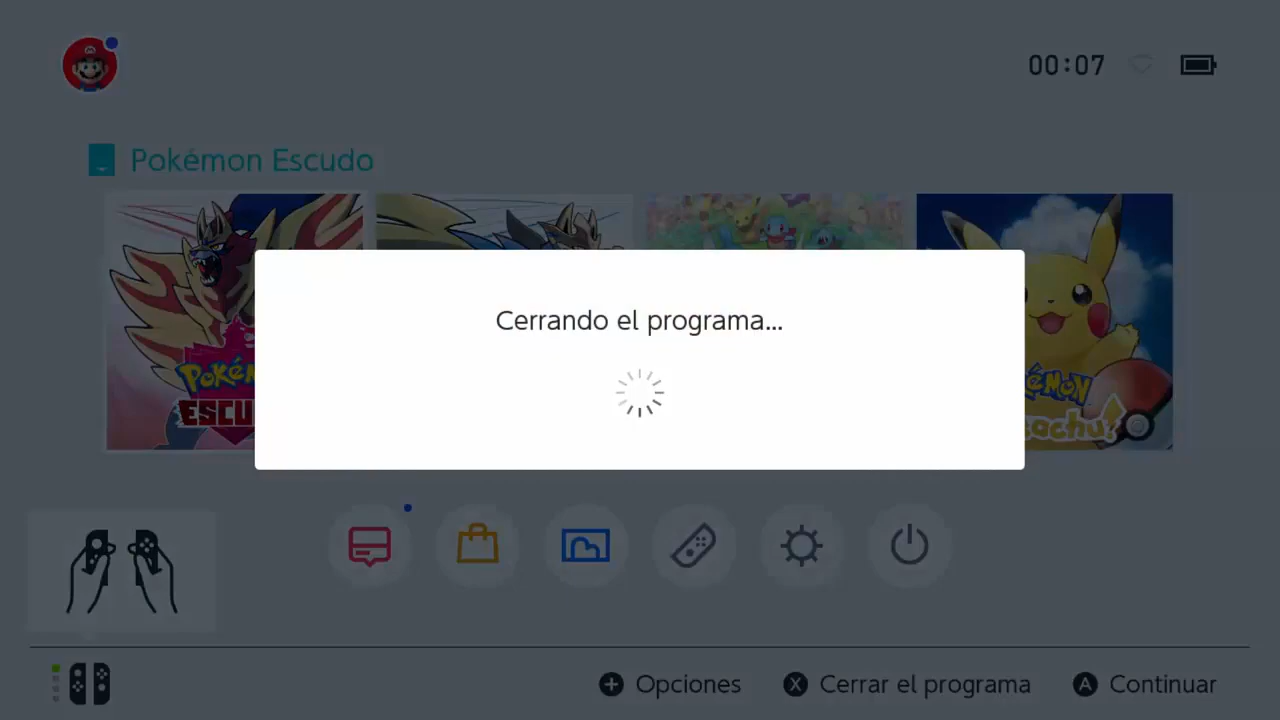 00:07
Pokémon Escudo
Cerrando el programa...
Opciones
Cerrar el programa
Continuar